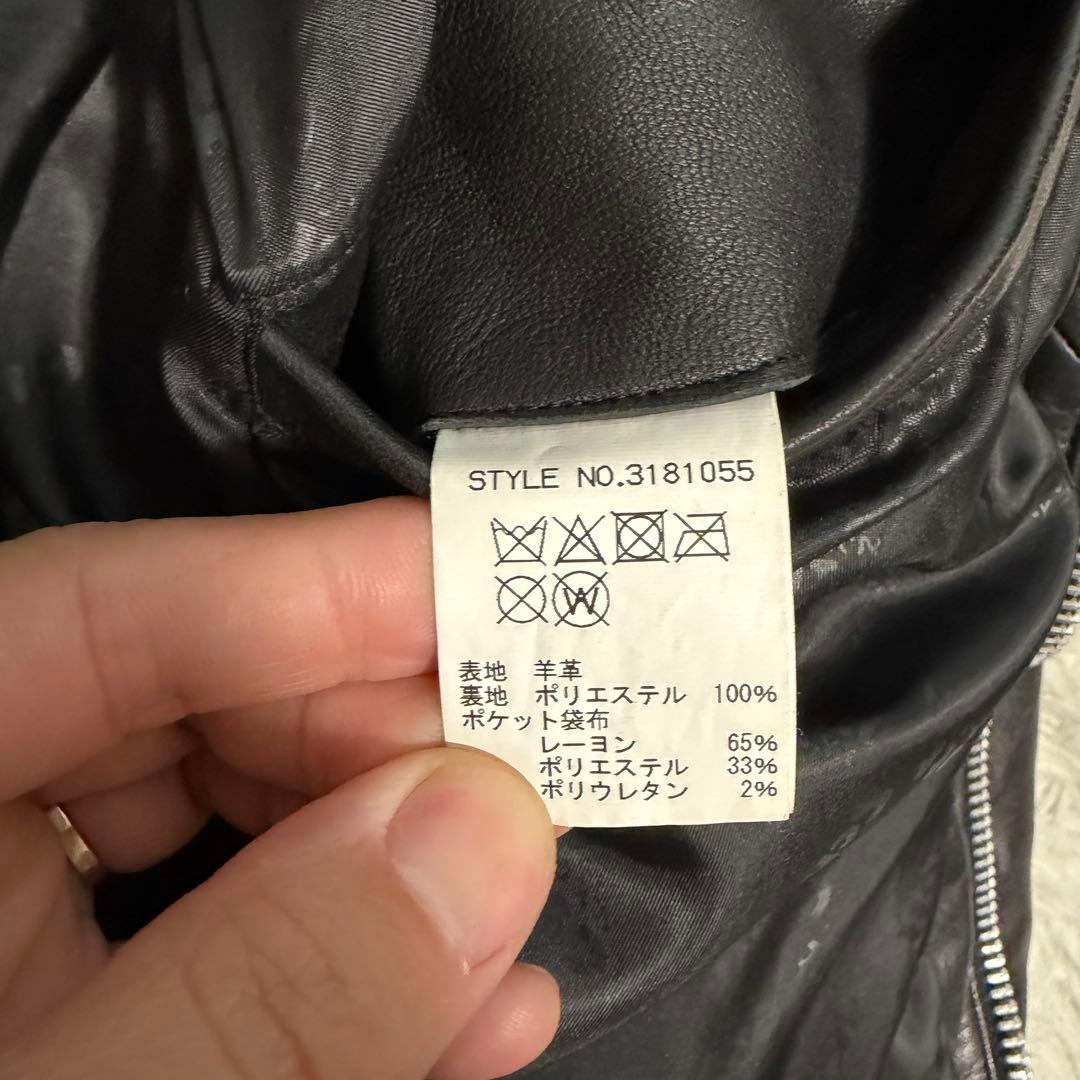 STYLE NO.3181055
W
表地 羊革
裏地 ポリエステル 100%
ポケット袋布
レーヨン 65%
ポリエステル 33%
ポリウレタン 2%